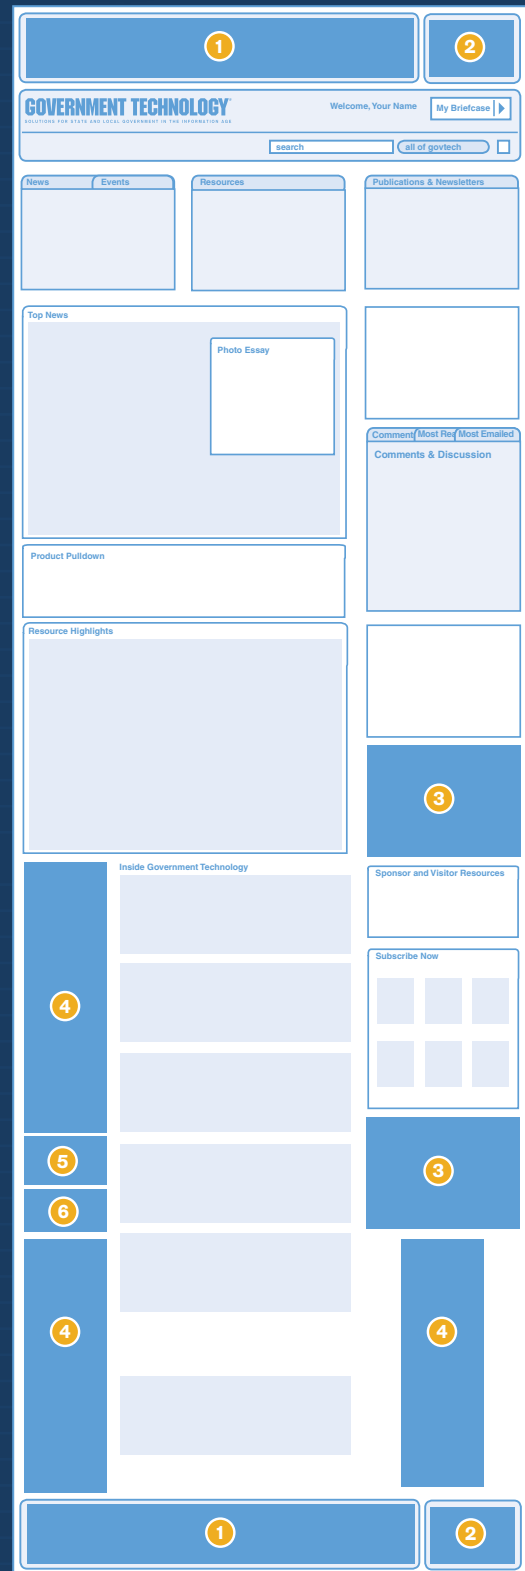 1
2
GOVERNMENT TECHNOLOGY
SOLUTIONS FOR STATE AND LOCAL GOVERNMENT IN THE INFORMATION AGE
Welcome, Your Name
My Briefcase
search
all of govtech
News
Events
Resources
Publications & Newsletters
Top News
Photo Essay
Comment
Most Rea
Most Emailed
Comments & Discussion
Product Pulldown
Resource Highlights
3
Inside Government Technology
Sponsor and Visitor Resources
Subscribe Now
4
3
5
6
4
4
1
2